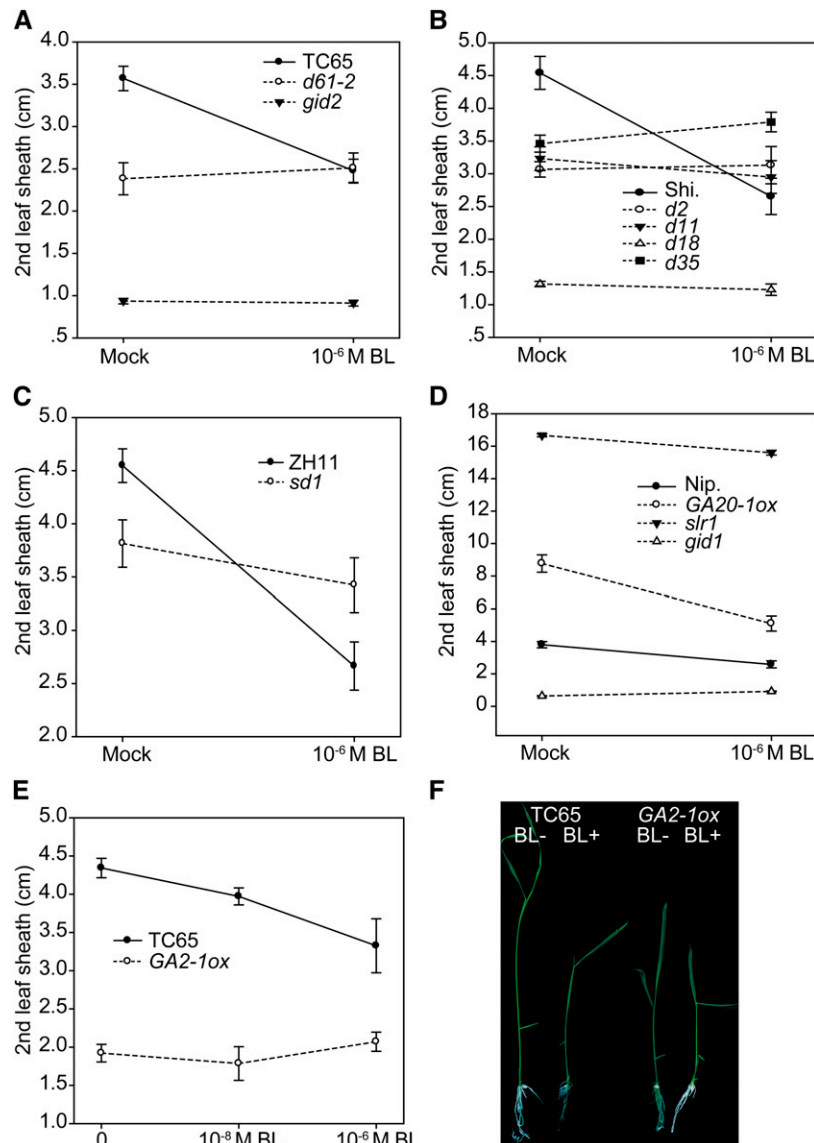 A
2nd leaf sheath (cm)
4.0
3.5
3.0
2.5
2.0
1.5
1.0
.5
TC65
d61-2
gid2
Mock
10⁻⁶ M BL
B
2nd leaf sheath (cm)
5.0
4.5
4.0
3.5
3.0
2.5
2.0
1.5
1.0
.5
Shi.
d2
d11
d18
d35
Mock
10⁻⁶ M BL
C
2nd leaf sheath (cm)
5.0
4.5
4.0
3.5
3.0
2.5
2.0
ZH11
sd1
Mock
10⁻⁶ M BL
D
2nd leaf sheath (cm)
18
16
14
12
10
8
6
4
2
0
Nip.
GA20-1ox
slr1
gid1
Mock
10⁻⁶ M BL
E
2nd leaf sheath (cm)
5.0
4.5
4.0
3.5
3.0
2.5
2.0
1.5
1.0
TC65
GA2-1ox
0
10⁻⁸ M BL
10⁻⁶ M BL
F
TC65 GA2-1ox
BL- BL+ BL- BL+